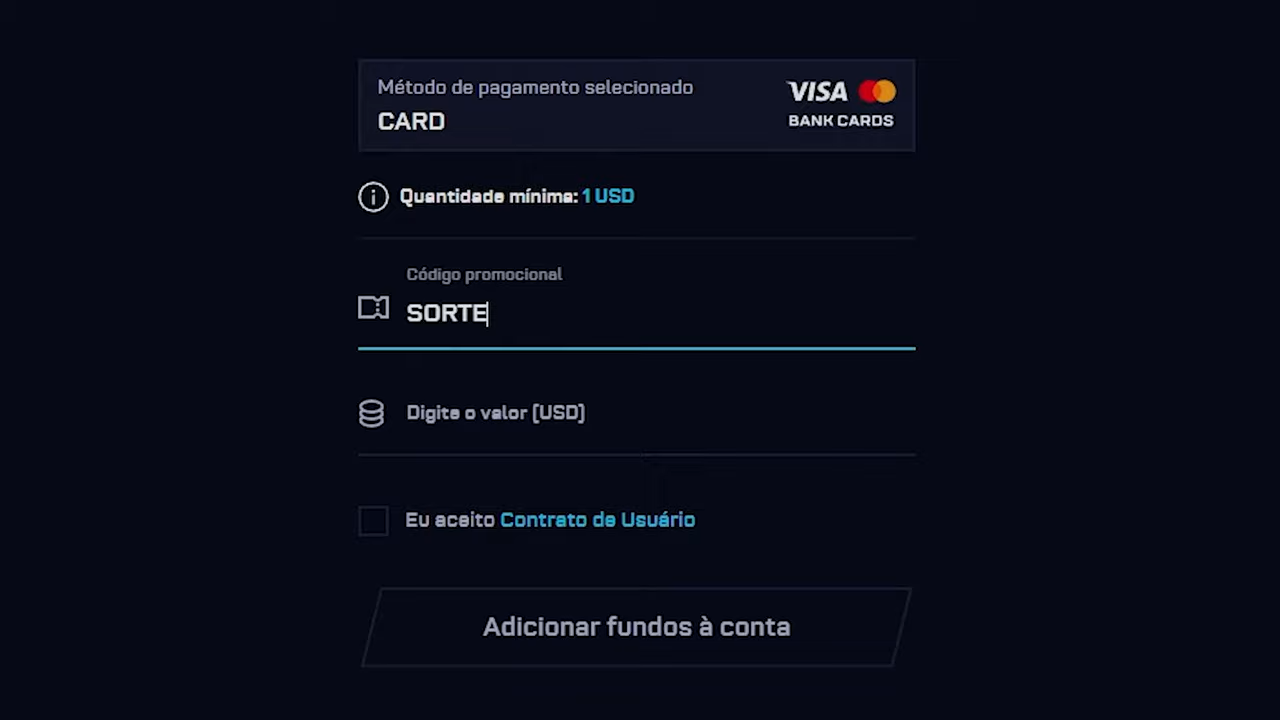 Método de pagamento selecionado
CARD
VISA
BANK CARDS
Quantidade mínima: 1 USD
Código promocional
SORTE
Digite o valor [USD]
Eu aceito Contrato de Usuário
Adicionar fundos à conta